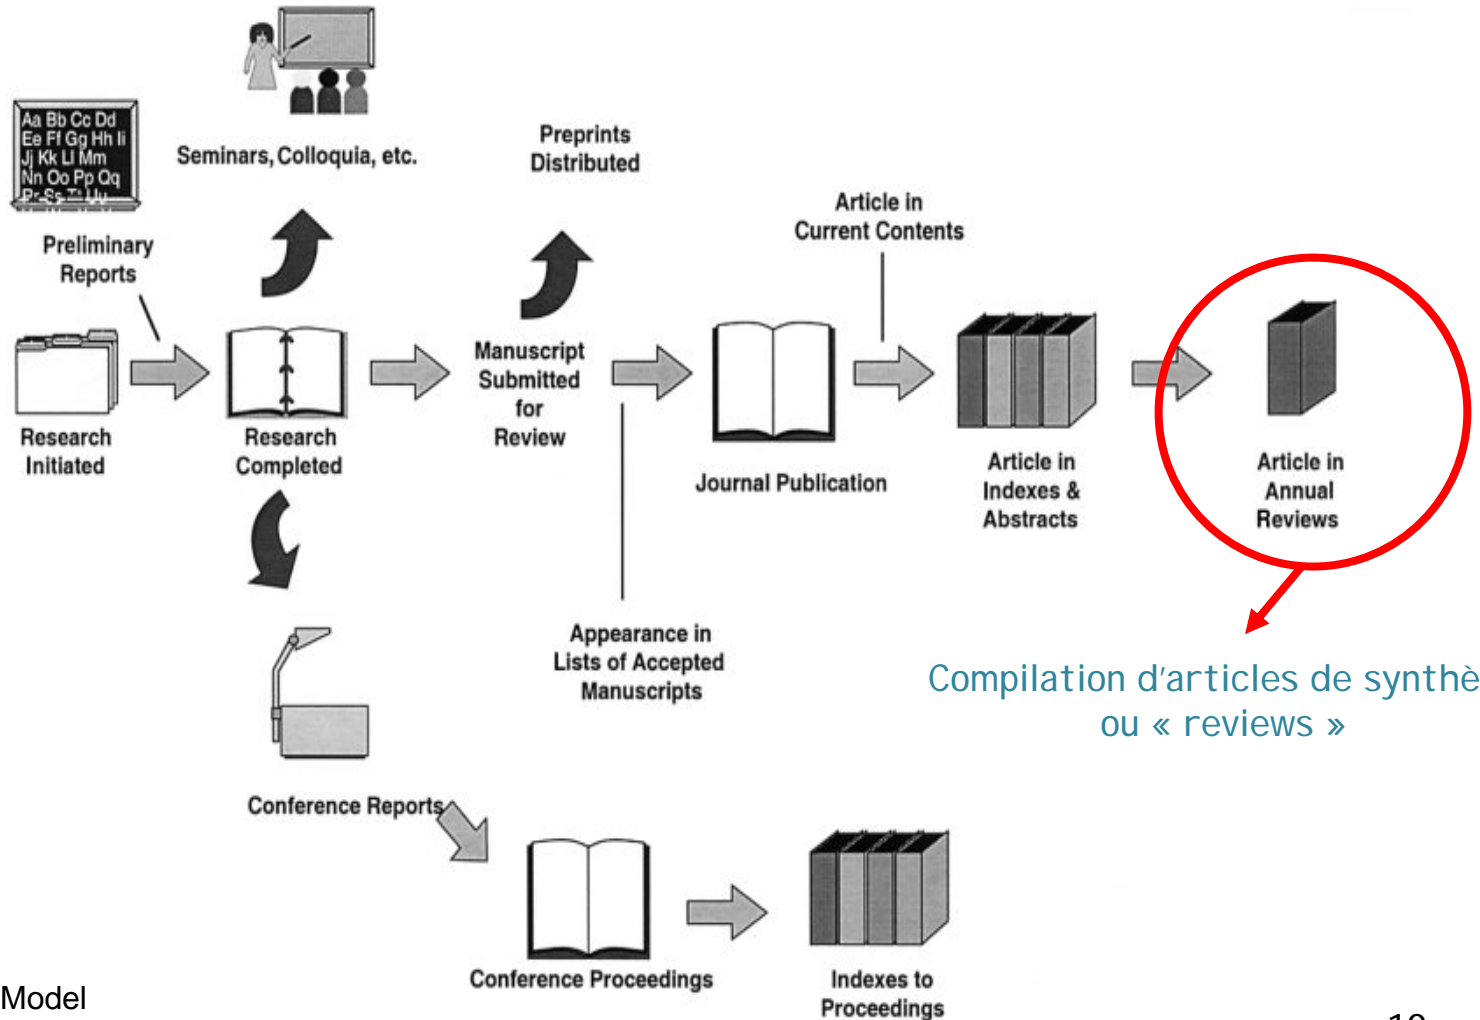 Aa Bb Cc Dd
Ee Ff Gg Hh Ii
Jj Kk Ll Mm
Nn Oo Pp Qq
Seminars, Colloquia, etc.
Preprints
Distributed
Preliminary
Reports
Article in
Current Contents
Research
Initiated
Research
Completed
Manuscript
Submitted
for
Review
Journal Publication
Article in
Indexes &
Abstracts
Article in
Annual
Reviews
Appearance in
Lists of Accepted
Manuscripts
Compilation d'articles de synthè
ou « reviews »
Conference Reports
Conference Proceedings
Indexes to
Proceedings
Model